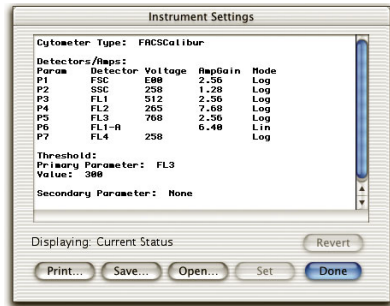 Instrument Settings
Cytometer Type: FACSCalibur
Detectors/Amps:
Param Detector Voltage AmpGain Mode
P1 FSC E00 2.56 Log
P2 SSC 258 1.28 Log
P3 FL1 512 2.56 Log
P4 FL2 265 7.68 Log
P5 FL3 768 2.56 Log
P6 FL1-A 6.40 Lin
P7 FL4 258 Log
Threshold:
Primary Parameter: FL3
Value: 300
Secondary Parameter: None
Displaying: Current Status
Revert
Print... Save... Open... Set Done